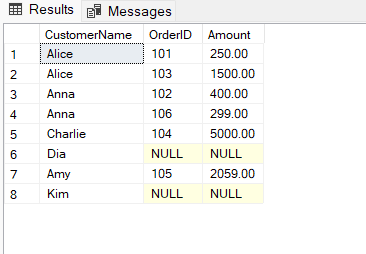 Results Messages
CustomerName OrderID Amount
1 Alice 101 250.00
2 Alice 103 1500.00
3 Anna 102 400.00
4 Anna 106 299.00
5 Charlie 104 5000.00
6 Dia NULL NULL
7 Amy 105 2059.00
8 Kim NULL NULL